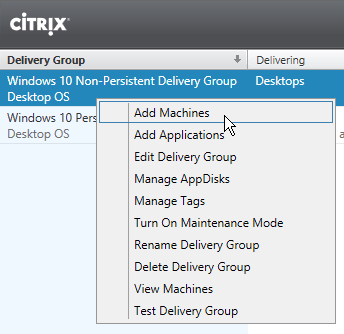 CITRIX
Delivery Group Delivering
Windows 10 Non-Persistent Delivery Group Desktops
Desktop OS
Windows 10 Pers
Desktop OS
Add Machines
Add Applications
Edit Delivery Group
Manage AppDisks
Manage Tags
Turn On Maintenance Mode
Rename Delivery Group
Delete Delivery Group
View Machines
Test Delivery Group